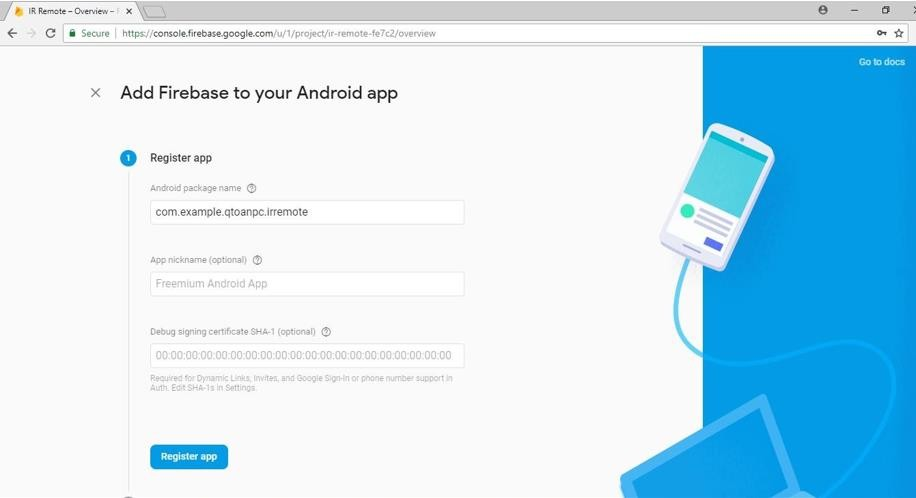 IR Remote – Overview – F
Secure
https://console.firebase.google.com/u/1/project/ir-remote-fe7c2/overview
Go to docs
Add Firebase to your Android app
1 Register app
Android package name
com.example.qtoanpc.irremote
App nickname (optional)
Freemium Android App
Debug signing certificate SHA-1 (optional)
00:00:00:00:00:00:00:00:00:00:00:00:00:00:00:00:00:00:00:00
Required for Dynamic Links, Invites, and Google Sign-In or phone number support in
Auth. Edit SHA-1s in Settings.
Register app